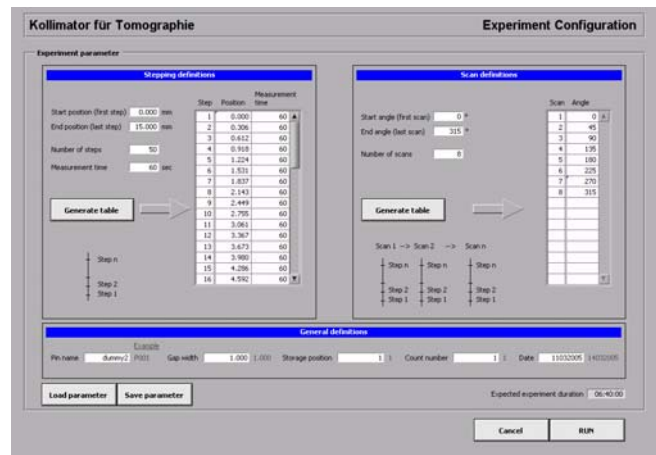 Kollimator für Tomographie
Experiment Configuration
Experiment parameter
Stepping definitions
Start position (first step) 0.000 mm
End position (last step) 15.000 mm
Number of steps 50
Measurement time 60 sec
Generate table
Step n
Step 2
Step 1
Step Position Measurement time
1 0.000 60
2 0.306 60
3 0.612 60
4 0.918 60
5 1.224 60
6 1.531 60
7 1.837 60
8 2.143 60
9 2.449 60
10 2.755 60
11 3.061 60
12 3.367 60
13 3.673 60
14 3.980 60
15 4.286 60
16 4.592 60
Scan definitions
Start angle (first scan) 0 °
End angle (last scan) 315 °
Number of scans 8
Generate table
Scan 1 --> Scan 2 --> Scan n
Step n Step n Step n
Step 2 Step 2 Step 2
Step 1 Step 1 Step 1
Scan Angle
1 0
2 45
3 90
4 135
5 180
6 225
7 270
8 315
General definitions
Example
Pin name dummy2 P001 Gap width 1.000 1.000 Storage position 1 1 Count number 1 1 Date 11032005 14032005
Load parameter Save parameter
Expected experiment duration 06:40:00
Cancel RUN